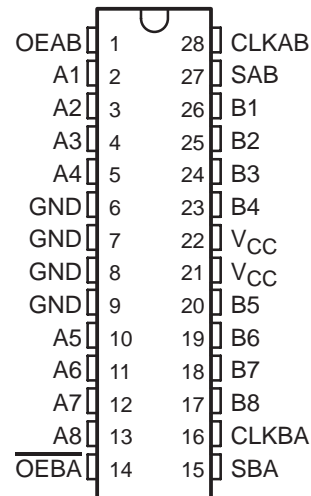 OEAB 1 28 CLKAB
A1 2 27 SAB
A2 3 26 B1
A3 4 25 B2
A4 5 24 B3
GND 6 23 B4
GND 7 22 VCC
GND 8 21 VCC
GND 9 20 B5
A5 10 19 B6
A6 11 18 B7
A7 12 17 B8
A8 13 16 CLKBA
OEBA 14 15 SBA